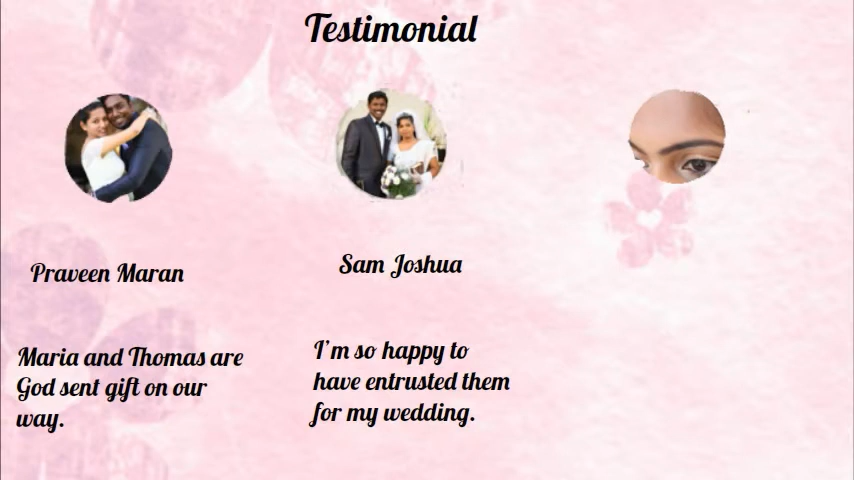 Testimonial
Praveen Maran
Sam Joshua
Maria and Thomas are
God sent gift on our
way.
I'm so happy to
have entrusted them
for my wedding.